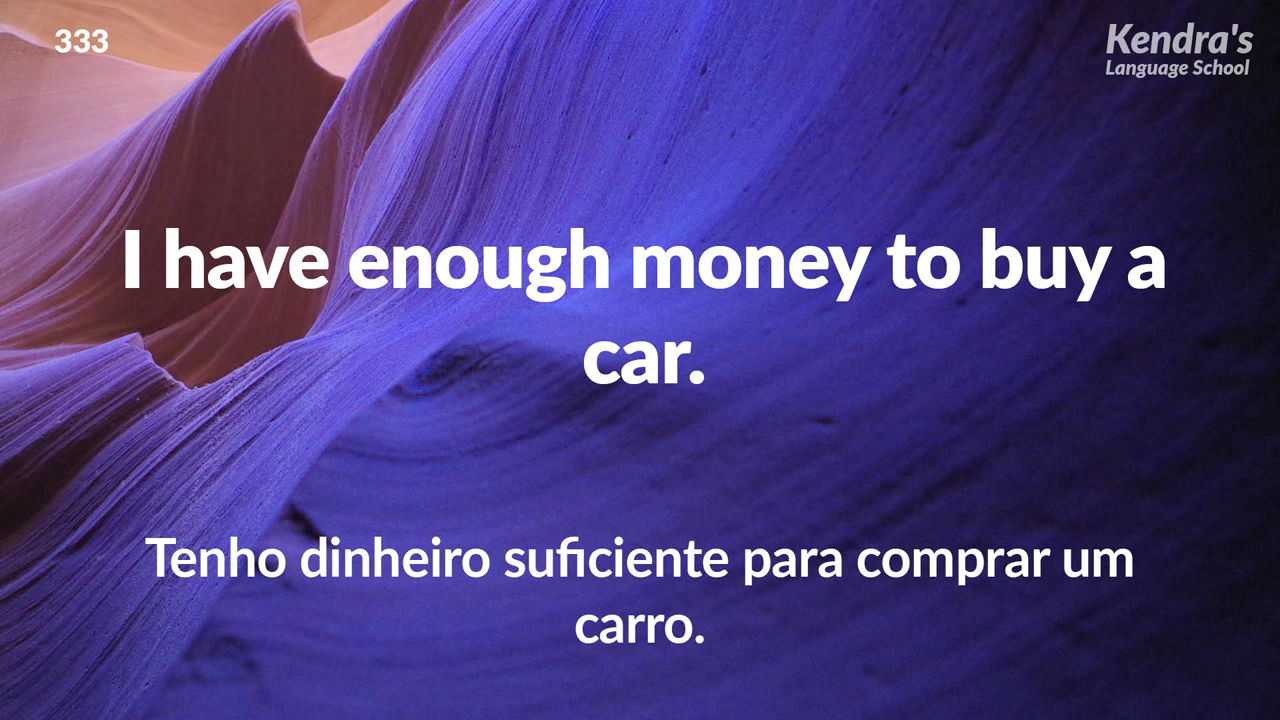 333
Kendra's
Language School
I have enough money to buy a
car.
Tenho dinheiro suficiente para comprar um
carro.